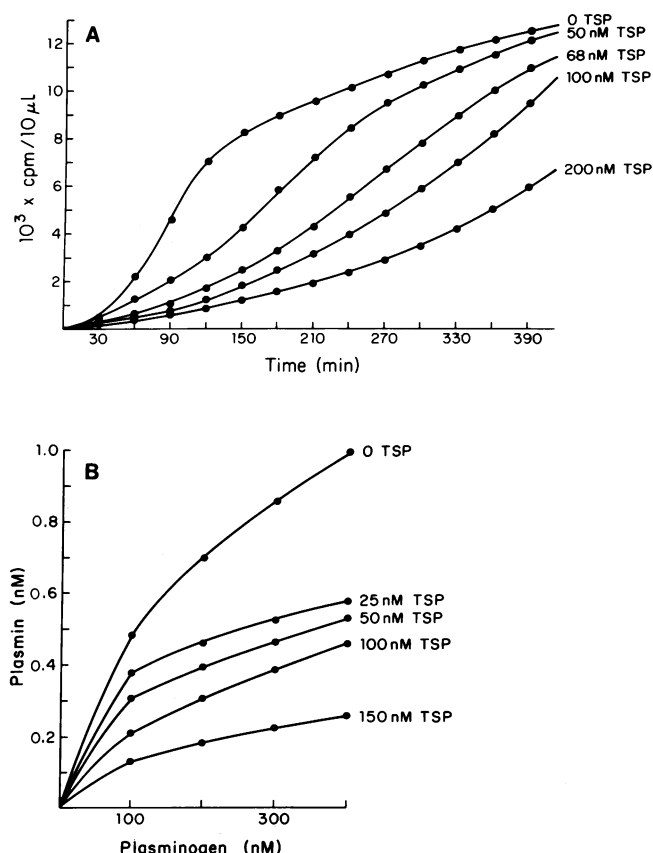 A
10³ x cpm/10 μL
12
10
8
6
4
2
0 TSP
50 nM TSP
68 nM TSP
100 nM TSP
200 nM TSP
30 90 150 210 270 330 390
Time (min)
B
Plasmin (nM)
1.0
0.8
0.6
0.4
0.2
0 TSP
25 nM TSP
50 nM TSP
100 nM TSP
150 nM TSP
100 300
Plasminogen (nM)